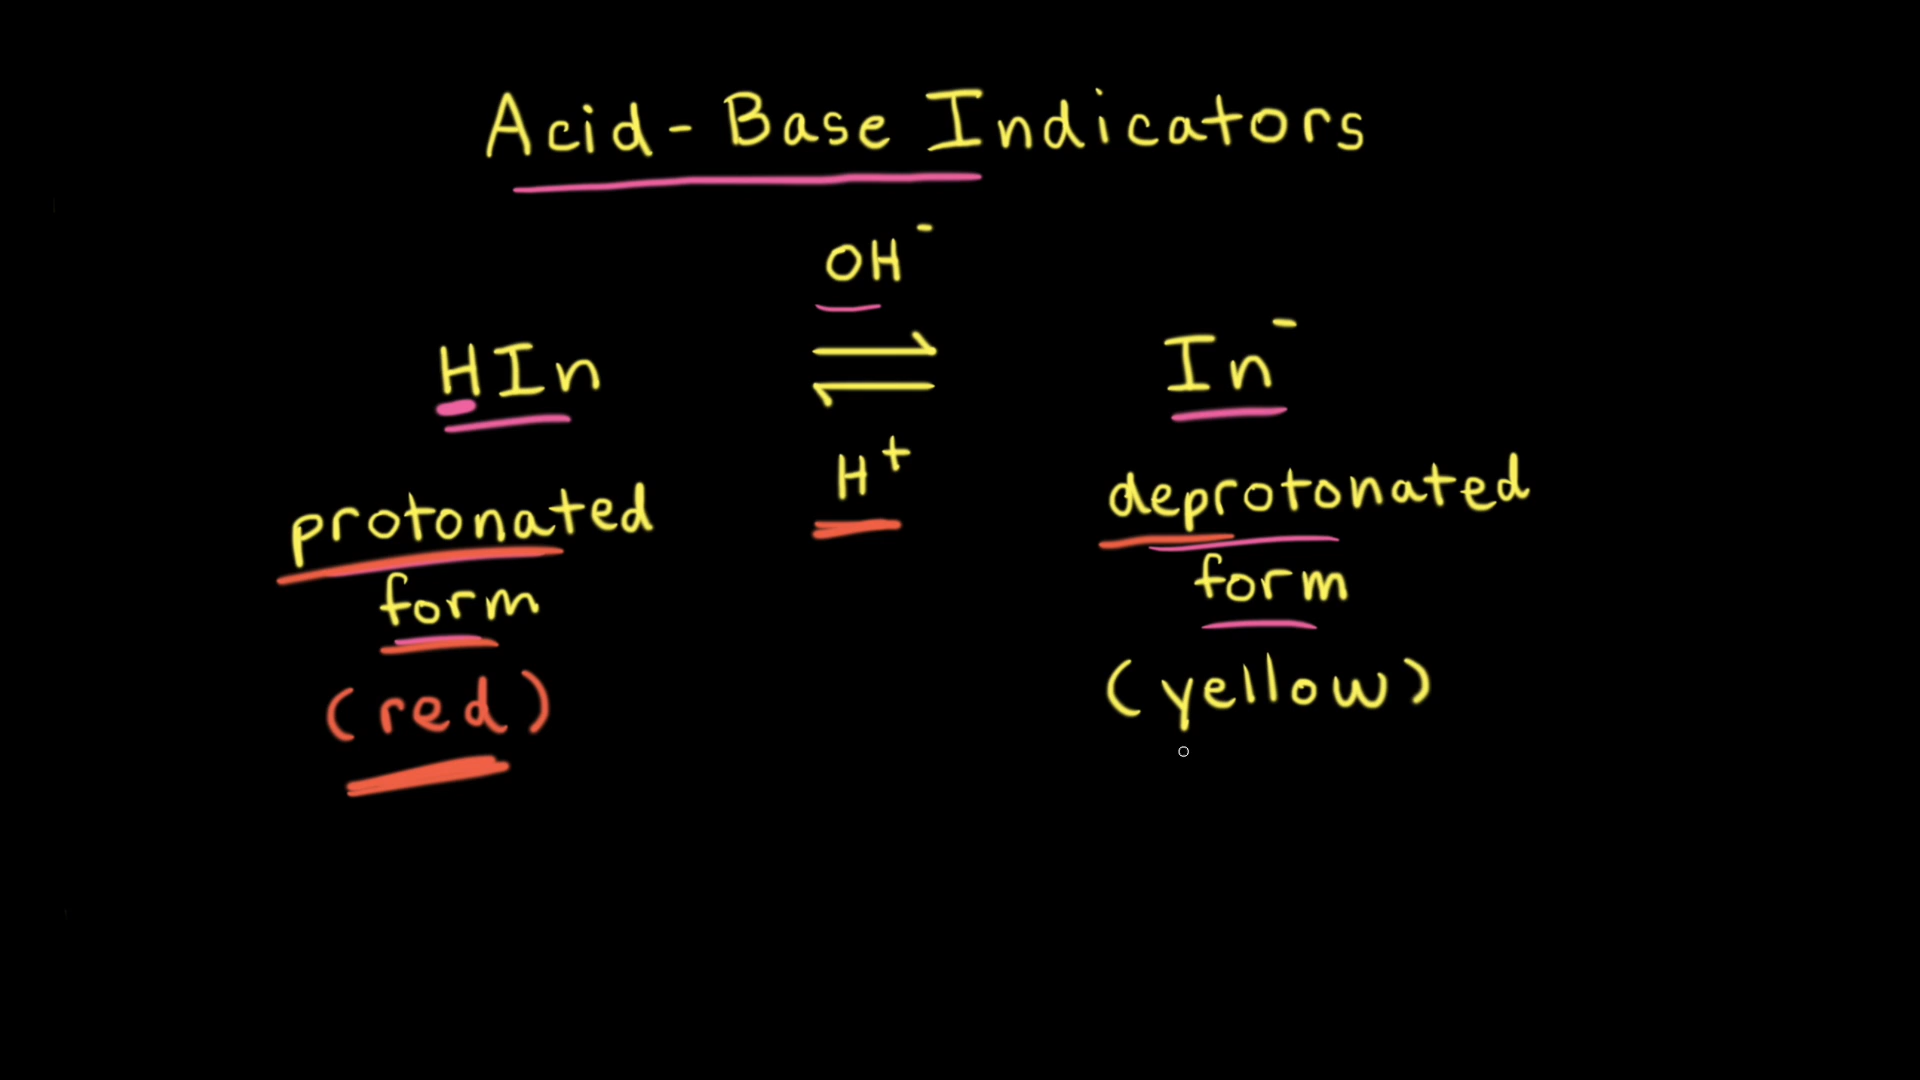 Acid-Base Indicators
OH⁻
HIn ⇌ In⁻
H⁺
protonated
form
(red)
deprotonated
form
(yellow)